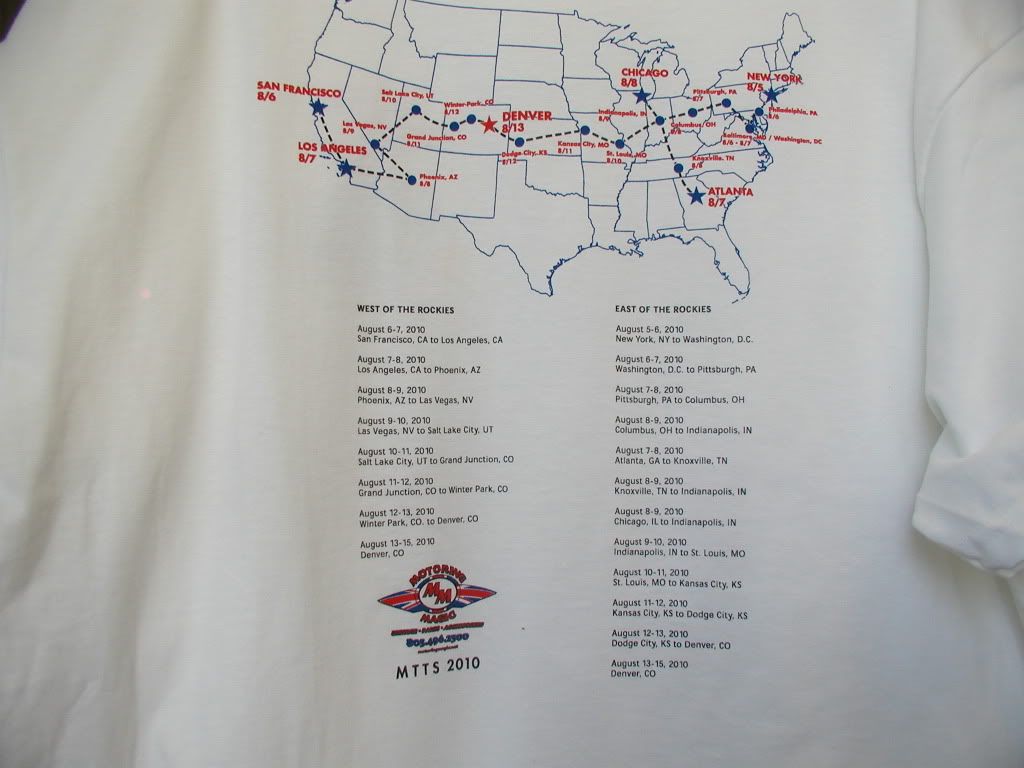 CHICAGO
8/8
NEW YORK
8/5
SAN FRANCISCO
8/6
Salt Lake City, UT
8/10
Winter Park, CO
8/12
DENVER
8/13
Indianapolis, IN
8/9
Pittsburgh, PA
8/7
Philadelphia, PA
8/6
Las Vegas, NV
8/9
Grand Junction, CO
8/11
Columbus, OH
8/8
Baltimore, MD / Washington, DC
8/6 - 8/7
LOS ANGELES
8/7
Dodge City, KS
8/12
Kansas City, MO
8/11
St. Louis, MO
8/10
Knoxville, TN
8/8
Phoenix, AZ
8/8
ATLANTA
8/7
WEST OF THE ROCKIES
August 6-7, 2010
San Francisco, CA to Los Angeles, CA
August 7-8, 2010
Los Angeles, CA to Phoenix, AZ
August 8-9, 2010
Phoenix, AZ to Las Vegas, NV
August 9-10, 2010
Las Vegas, NV to Salt Lake City, UT
August 10-11, 2010
Salt Lake City, UT to Grand Junction, CO
August 11-12, 2010
Grand Junction, CO to Winter Park, CO
August 12-13, 2010
Winter Park, CO. to Denver, CO
August 13-15, 2010
Denver, CO
MOTORING
MM
MAGIC
805.496.2500
MTTS 2010
EAST OF THE ROCKIES
August 5-6, 2010
New York, NY to Washington, D.C.
August 6-7, 2010
Washington, D.C. to Pittsburgh, PA
August 7-8, 2010
Pittsburgh, PA to Columbus, OH
August 8-9, 2010
Columbus, OH to Indianapolis, IN
August 7-8, 2010
Atlanta, GA to Knoxville, TN
August 8-9, 2010
Knoxville, TN to Indianapolis, IN
August 8-9, 2010
Chicago, IL to Indianapolis, IN
August 9-10, 2010
Indianapolis, IN to St. Louis, MO
August 10-11, 2010
St. Louis, MO to Kansas City, KS
August 11-12, 2010
Kansas City, KS to Dodge City, KS
August 12-13, 2010
Dodge City, KS to Denver, CO
August 13-15, 2010
Denver, CO